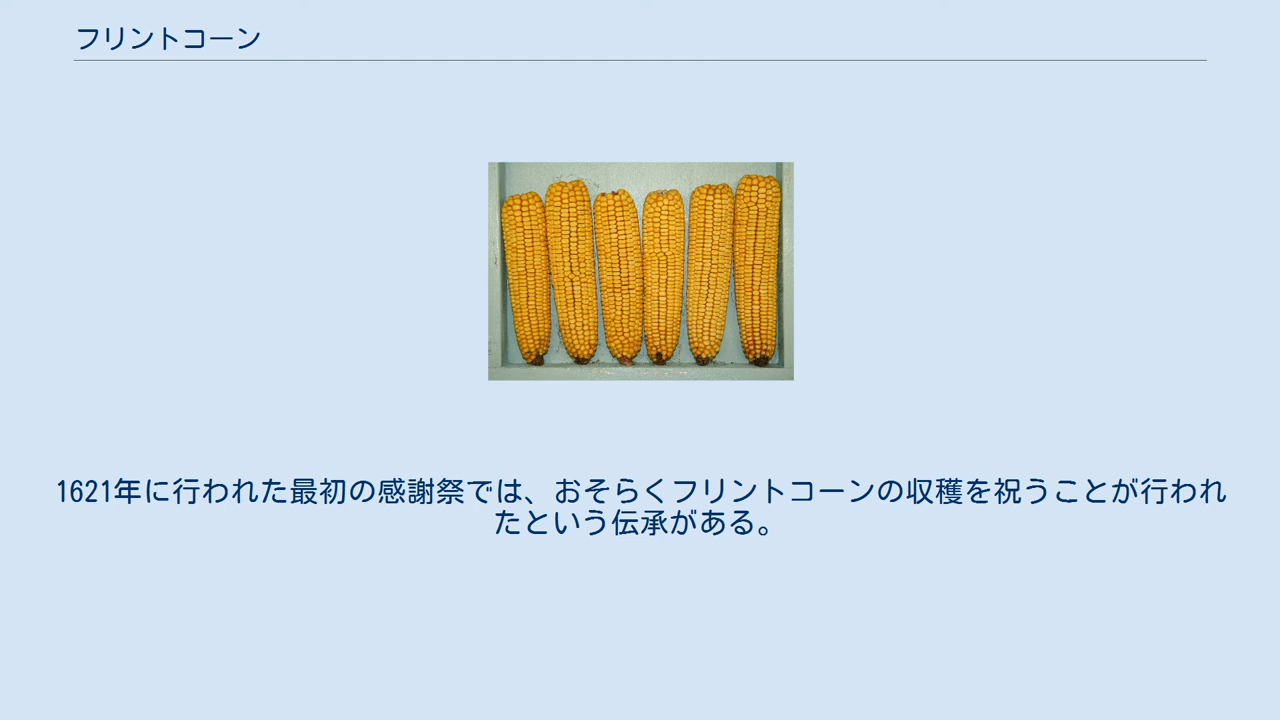 フリントコーン
1621年に行われた最初の感謝祭では、おそらくフリントコーンの収穫を祝うことが行われ
たという伝承がある。